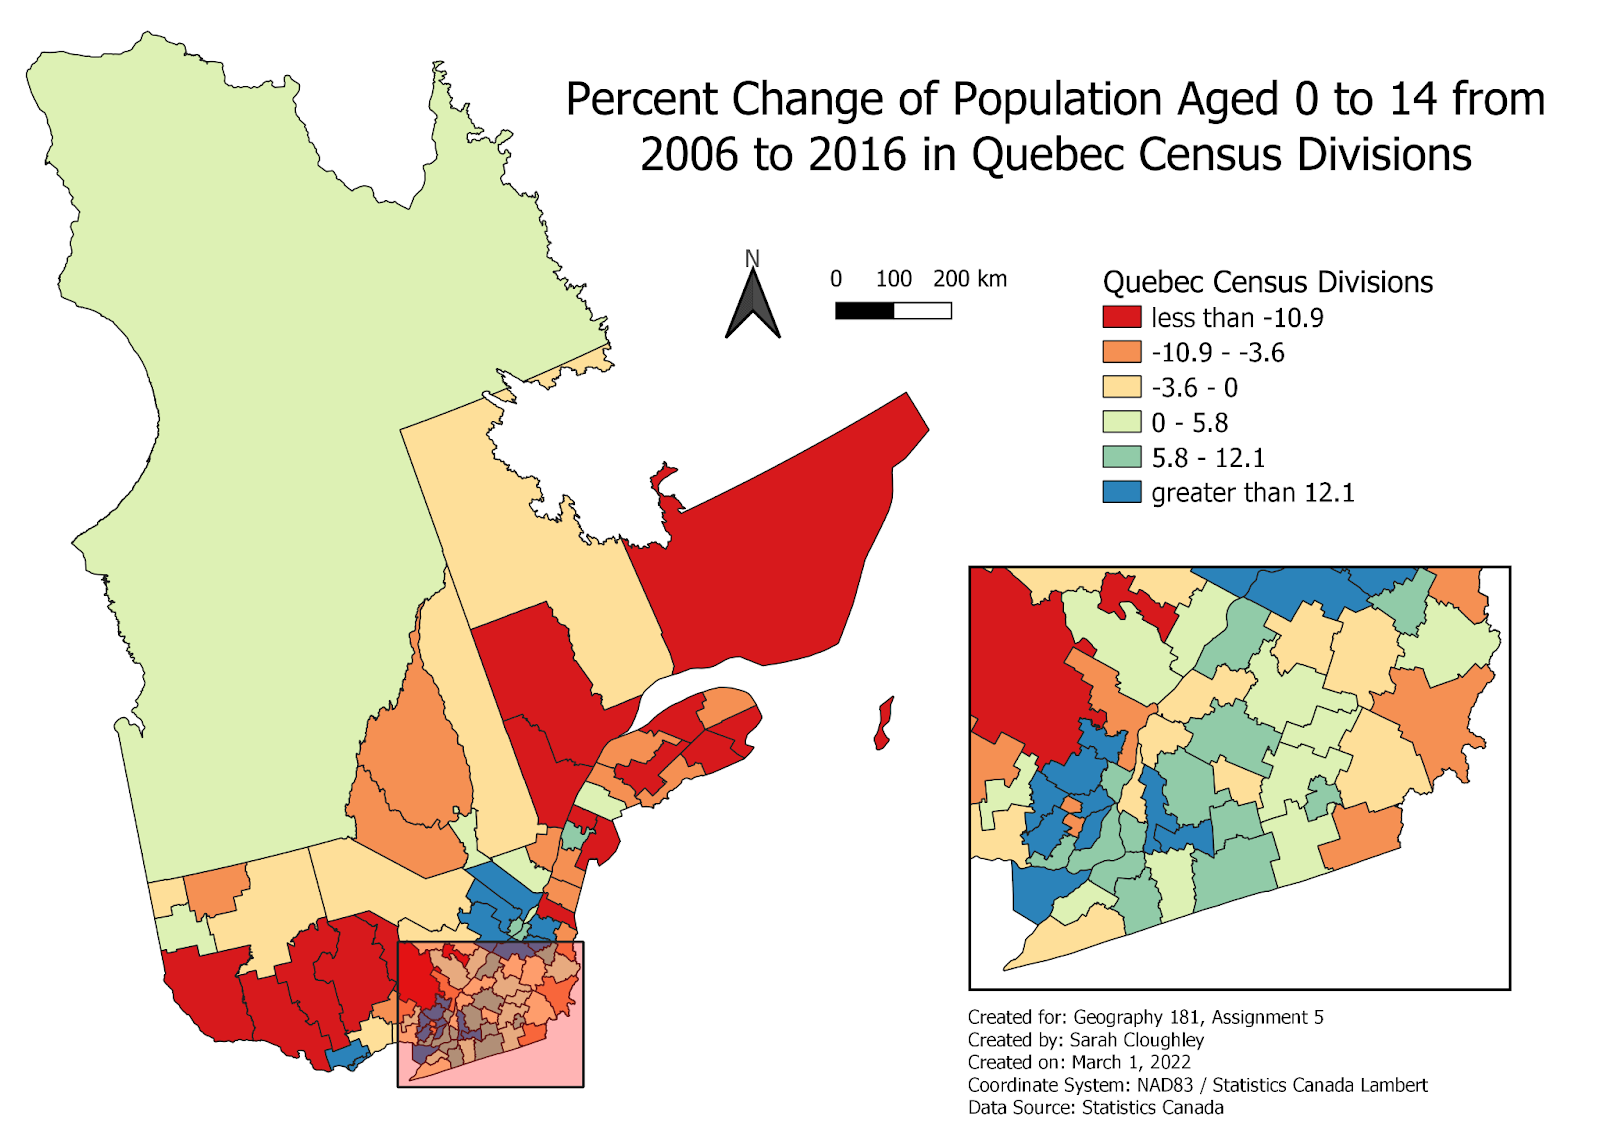 Percent Change of Population Aged 0 to 14 from
2006 to 2016 in Quebec Census Divisions
N
0 100 200 km
Quebec Census Divisions
less than -10.9
-10.9 - -3.6
-3.6 - 0
0 - 5.8
5.8 - 12.1
greater than 12.1
Created for: Geography 181, Assignment 5
Created by: Sarah Cloughley
Created on: March 1, 2022
Coordinate System: NAD83 / Statistics Canada Lambert
Data Source: Statistics Canada